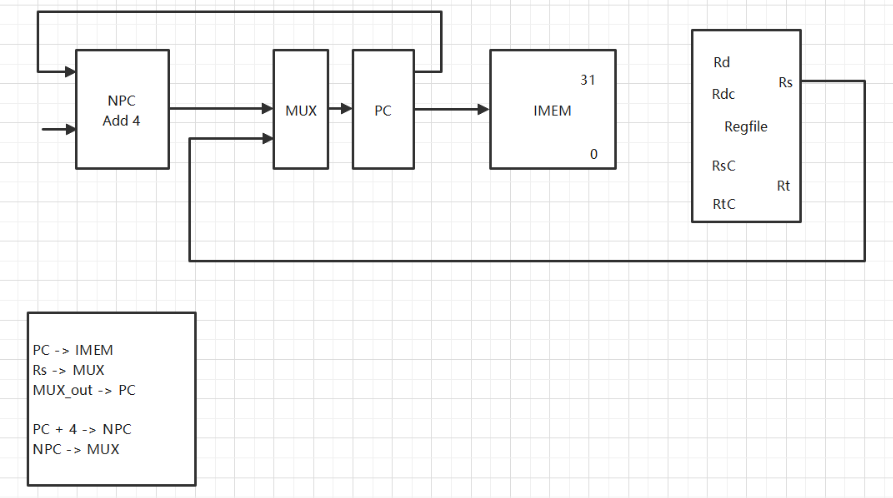 NPC
Add 4
MUX
PC
31
IMEM
0
Rd
Rs
Rdc
Regfile
RsC
Rt
RtC
PC -> IMEM
Rs -> MUX
MUX_out -> PC
PC + 4 -> NPC
NPC -> MUX